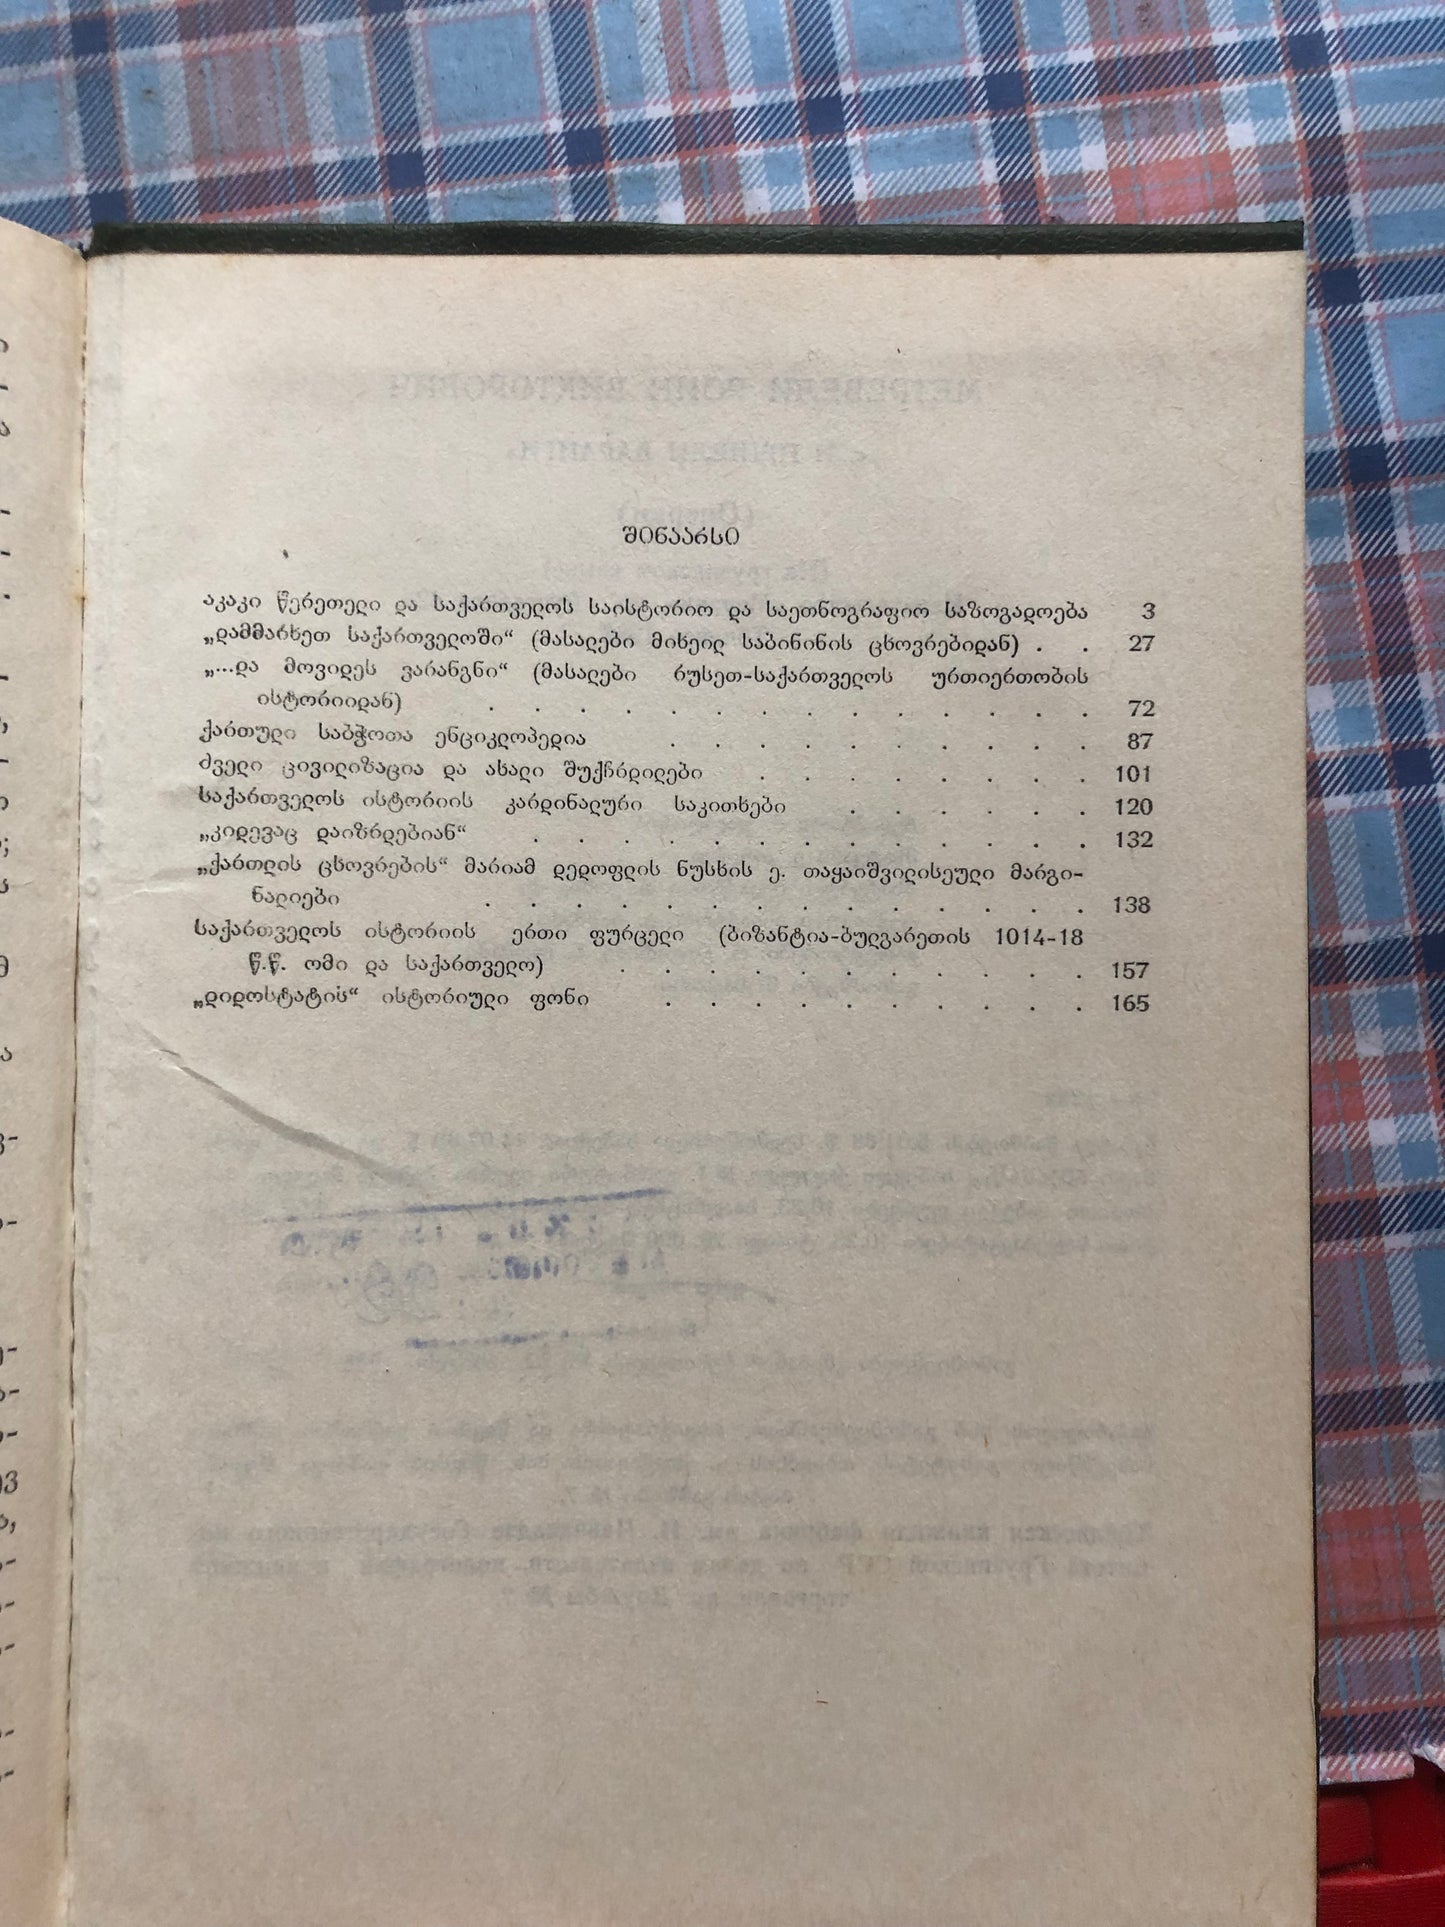 შინაარსი
აკაკი წერეთელი და საქართველოს საისტორიო და საეთნოგრაფიო საზოგადოება 3
„დამმარხეთ საქართველოში“ (მასალები მიხეილ საბინინის ცხოვრებიდან) . . 27
„...და მოვიდეს ვარანგნი“ (მასალები რუსეთ-საქართველოს ურთიერთობის
ისტორიიდან) . . . . . . . . . . . . . . 72
ქართული საბჭოთა ენციკლოპედია . . . . . . . . . . 87
ძველი ცივილიზაცია და ახალი შუქჩრდილები . . . . . . . . 101
საქართველოს ისტორიის კარდინალური საკითხები . . . . . . 120
„კიდევაც დაიზრდებიან“ . . . . . . . . . . . . . 132
„ქართლის ცხოვრების“ მარიამ დედოფლის ნუსხის ე. თაყაიშვილისეული მარგი-
ნალიები . . . . . . . . . . . . . . 138
საქართველოს ისტორიის ერთი ფურცელი (ბიზანტია-ბულგარეთის 1014-18
წ.წ. ომი და საქართველო) . . . . . . . . . . . 157
„დიდოსტატის“ ისტორიული ფონი . . . . . . . . . . 165